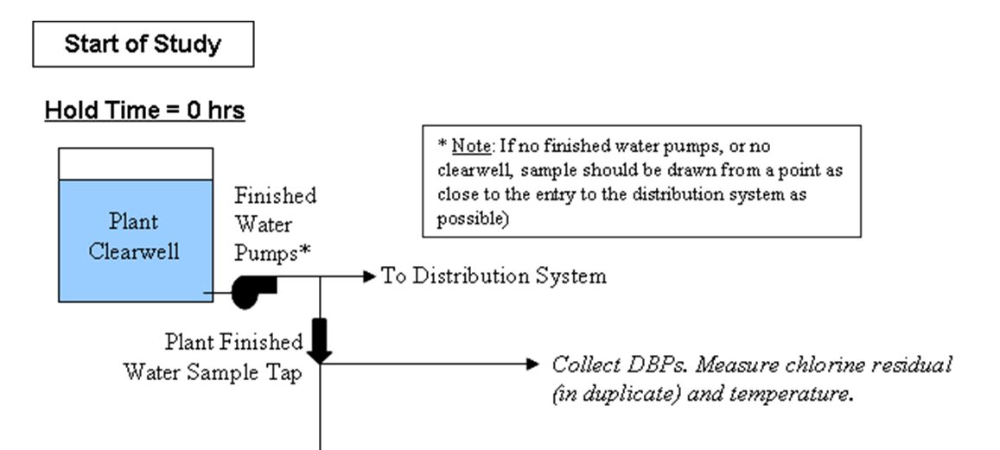 Start of Study
Hold Time = 0 hrs
* Note: If no finished water pumps, or no
clearwell, sample should be drawn from a point as
close to the entry to the distribution system as
possible)
Finished
Water
Pumps*
Plant
Clearwell
To Distribution System
Plant Finished
Water Sample Tap
Collect DBPs. Measure chlorine residual
(in duplicate) and temperature.